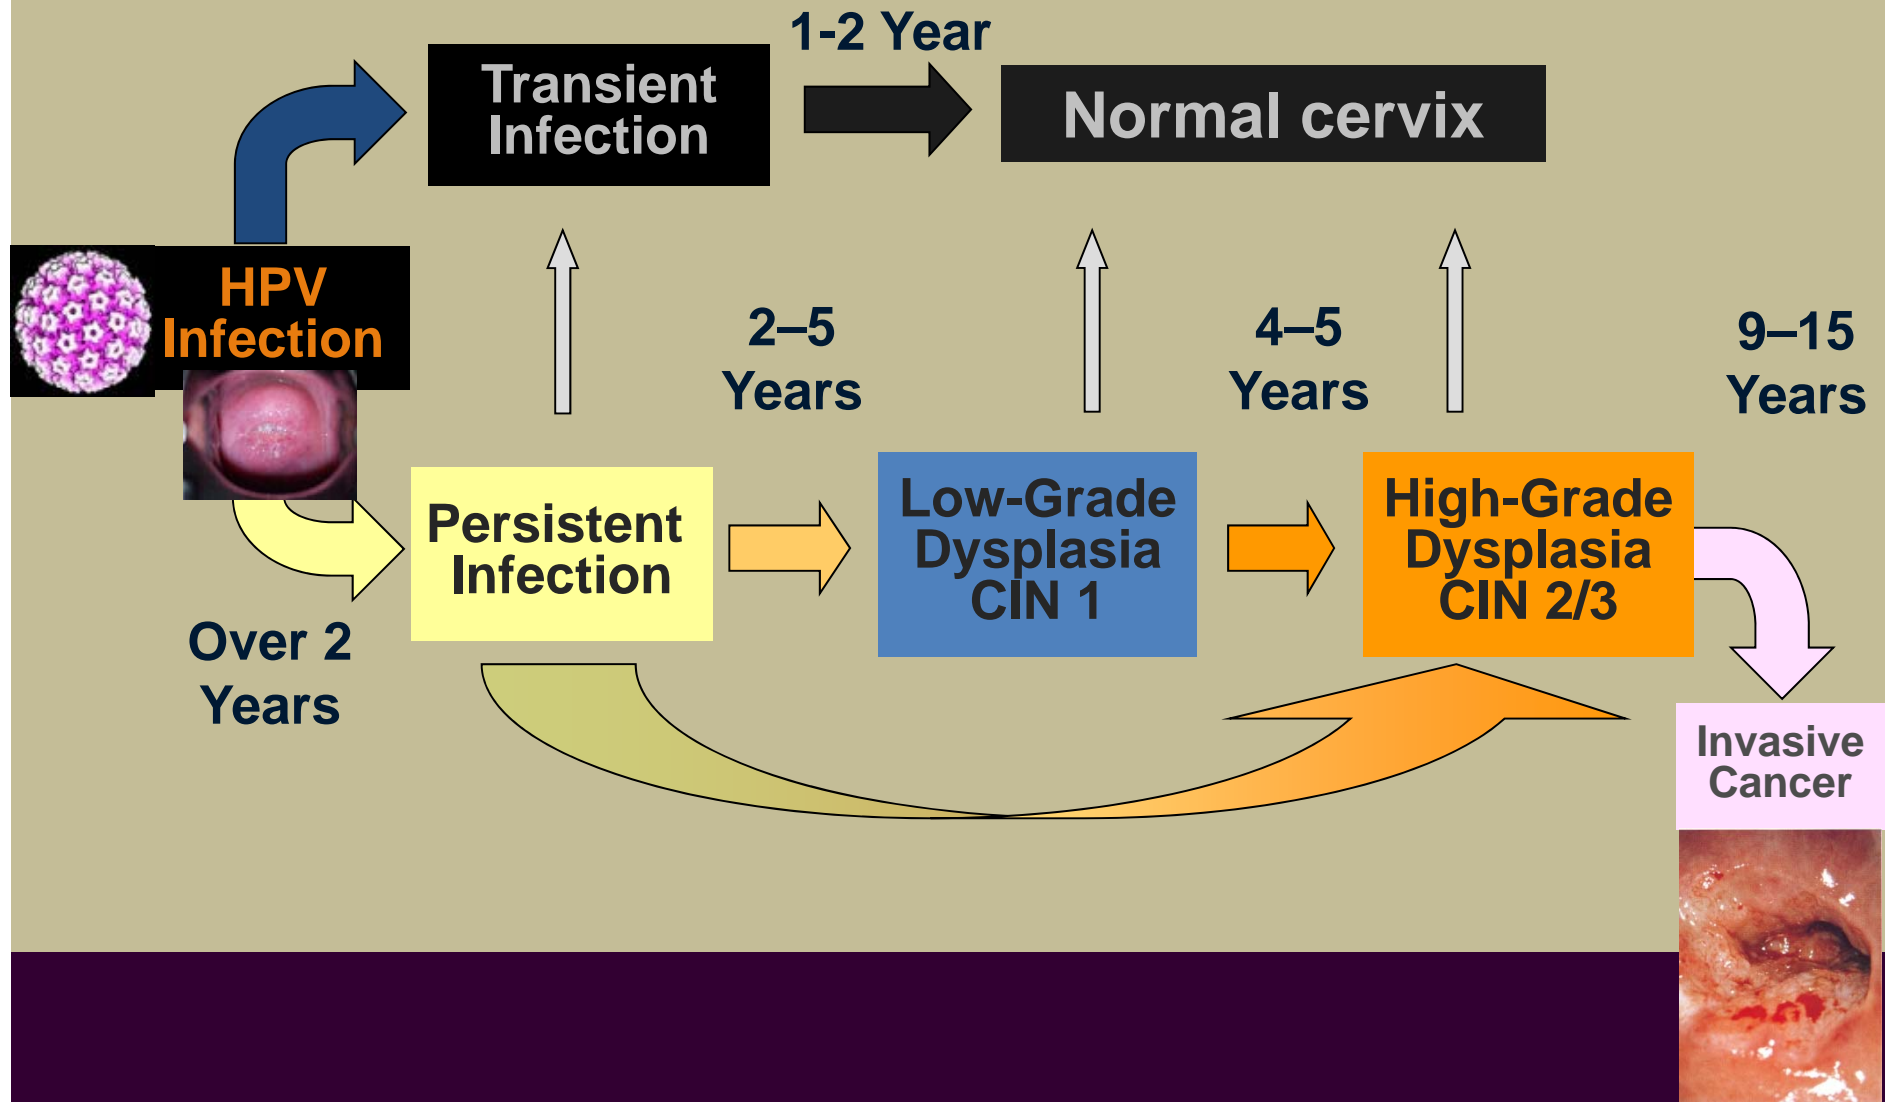 1-2 Year
Transient
Infection
Normal cervix
HPV
Infection
2–5
Years
4–5
Years
9–15
Years
Persistent
Infection
Low-Grade
Dysplasia
CIN 1
High-Grade
Dysplasia
CIN 2/3
Over 2
Years
Invasive
Cancer